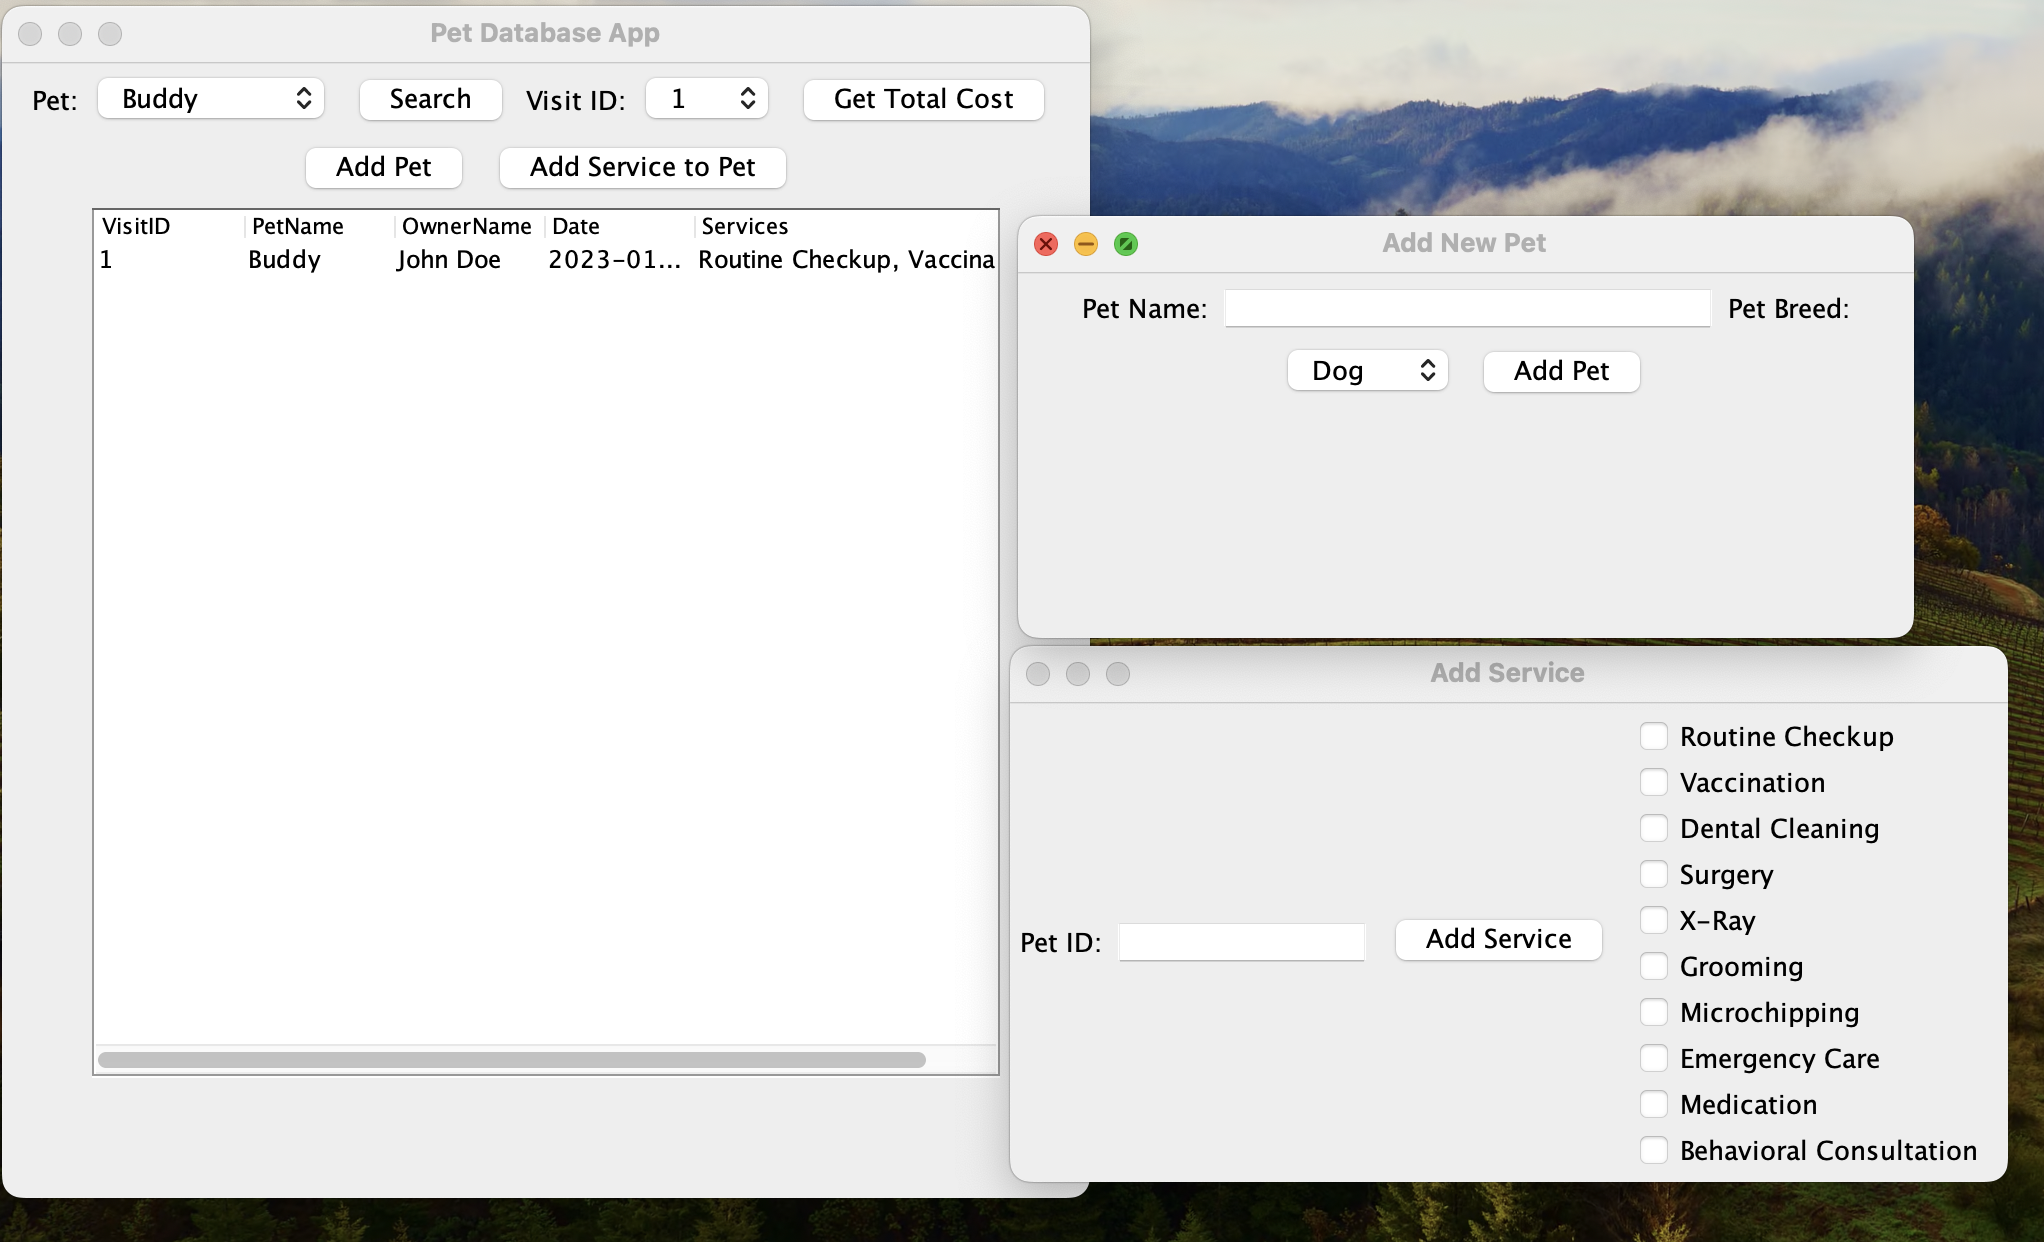 Pet Database App
Pet: Buddy Search Visit ID: 1 Get Total Cost
Add Pet Add Service to Pet
VisitID PetName OwnerName Date Services
1 Buddy John Doe 2023-01... Routine Checkup, Vaccina
Add New Pet
Pet Name: Pet Breed:
Dog Add Pet
Add Service
Pet ID: Add Service
Routine Checkup
Vaccination
Dental Cleaning
Surgery
X-Ray
Grooming
Microchipping
Emergency Care
Medication
Behavioral Consultation